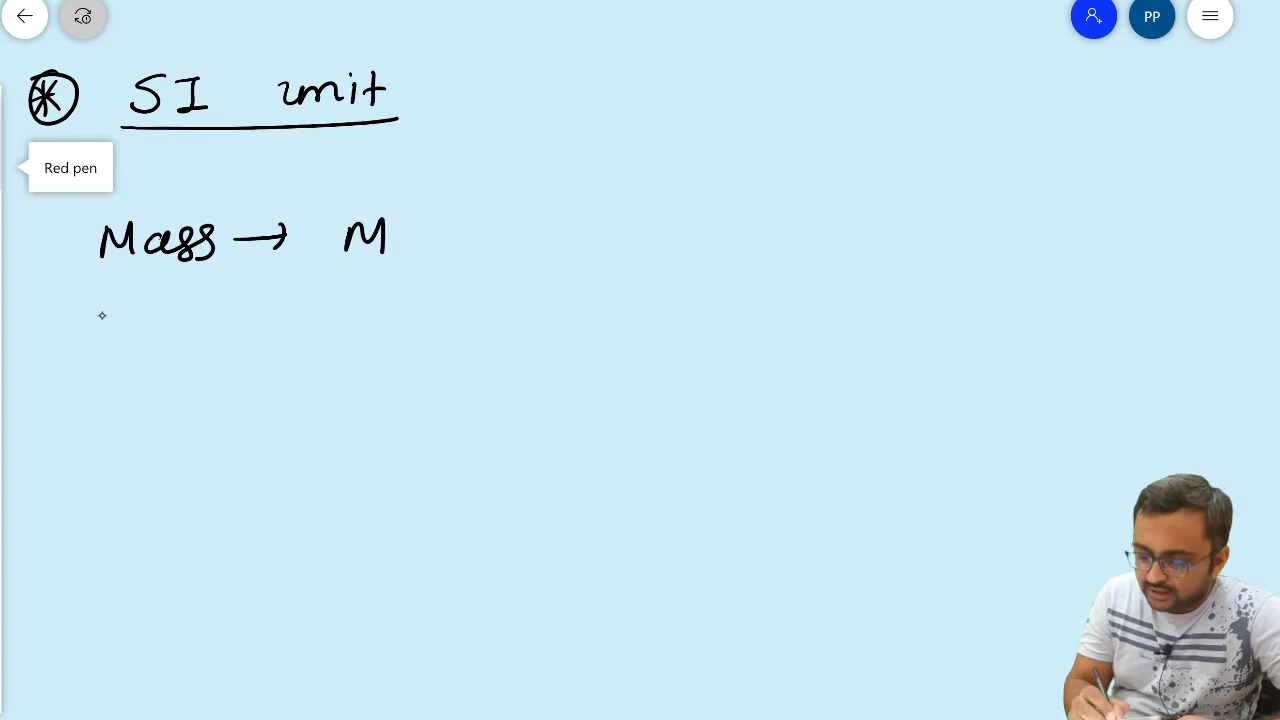 PP
* SI unit
Red pen
Mass → M